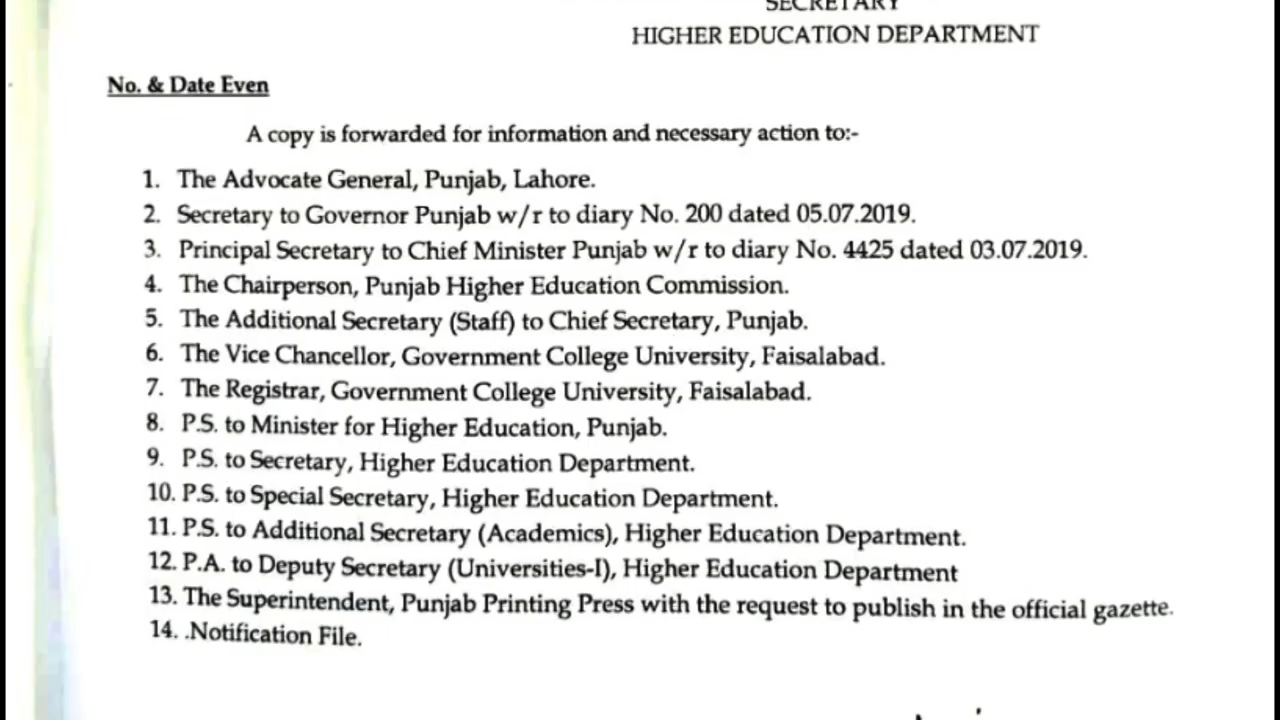 SECRETARY
HIGHER EDUCATION DEPARTMENT
No. & Date Even
A copy is forwarded for information and necessary action to:-
1. The Advocate General, Punjab, Lahore.
2. Secretary to Governor Punjab w/r to diary No. 200 dated 05.07.2019.
3. Principal Secretary to Chief Minister Punjab w/r to diary No. 4425 dated 03.07.2019.
4. The Chairperson, Punjab Higher Education Commission.
5. The Additional Secretary (Staff) to Chief Secretary, Punjab.
6. The Vice Chancellor, Government College University, Faisalabad.
7. The Registrar, Government College University, Faisalabad.
8. P.S. to Minister for Higher Education, Punjab.
9. P.S. to Secretary, Higher Education Department.
10. P.S. to Special Secretary, Higher Education Department.
11. P.S. to Additional Secretary (Academics), Higher Education Department.
12. P.A. to Deputy Secretary (Universities-I), Higher Education Department
13. The Superintendent, Punjab Printing Press with the request to publish in the official gazette.
14. .Notification File.